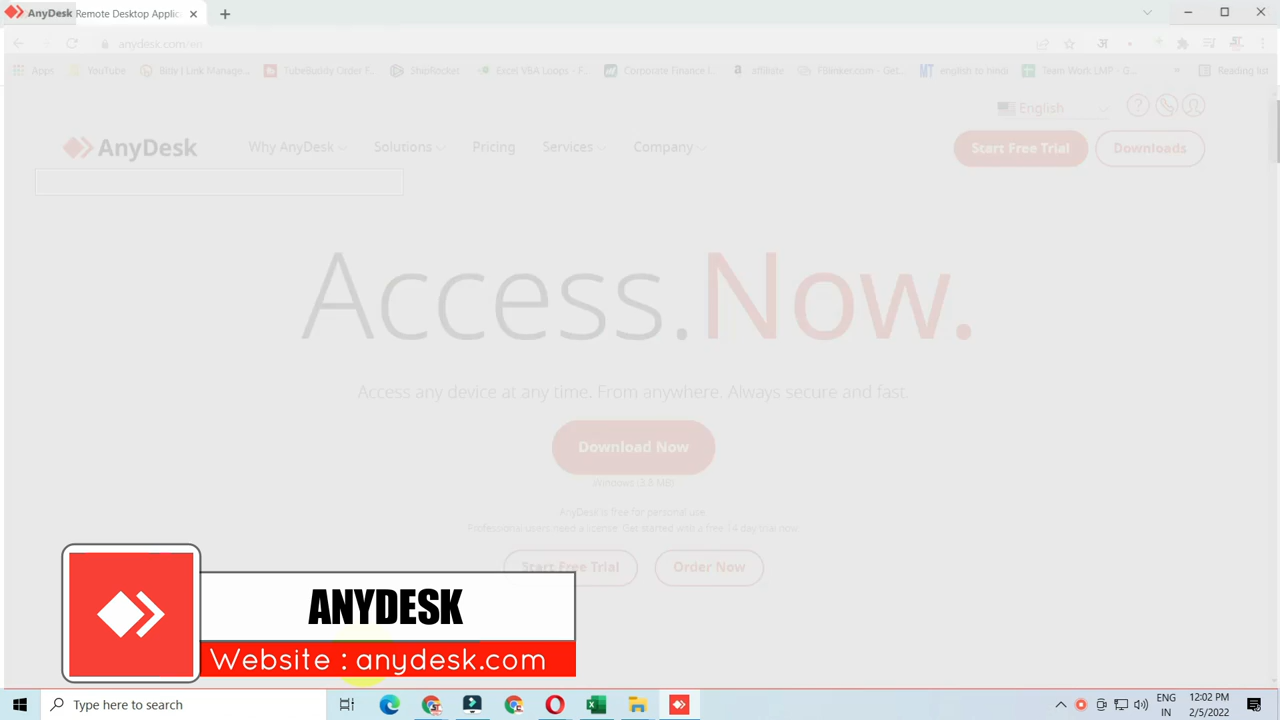 AnyDesk Remote Desktop Applic
anydesk.com/en
Apps YouTube Bitly | Link Manage... TubeBuddy Coder F... ShipRocket Excel VBA Loops - F... Corporate Finance I... affiliate english to hindi Team Work LMP - G... » Reading list
English
AnyDesk Why AnyDesk Solutions Pricing Services Company Start Free Trial Downloads
Access.Now.
Access any device at any time. From anywhere. Always secure and fast.
Download Now
Windows (3.8 MB)
AnyDesk is free for personal use.
Professional users need a license. Get started with a free 14 day trial now
Start Free Trial Order Now
ANYDESK
Website : anydesk.com
Type here to search
ENG
IN
12:02 PM
2/5/2022